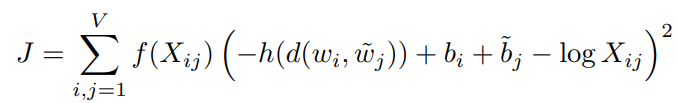 J = \sum_{i,j=1}^{V} f(X_{ij}) \left( -h(d(w_i, \tilde{w}_j)) + b_i + \tilde{b}_j - \log X_{ij} \right)^2